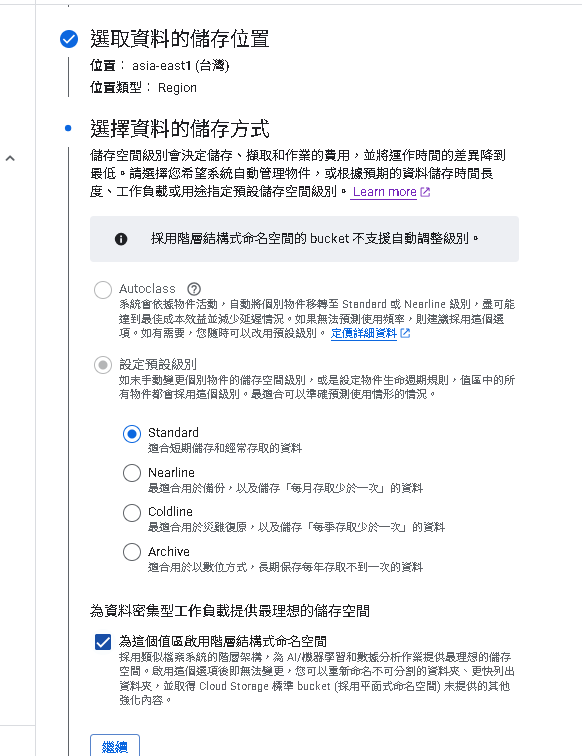 選取資料的儲存位置
位置： asia-east1 (台灣)
位置類型： Region
選擇資料的儲存方式
儲存空間級別會決定儲存、擷取和作業的費用，並將運作時間的差異降到
最低。請選擇您希望系統自動管理物件，或根據預期的資料儲存時間長
度、工作負載或用途指定預設儲存空間級別。 Learn more
採用階層結構式命名空間的 bucket 不支援自動調整級別。
Autoclass
系統會依據物件活動，自動將個別物件移轉至 Standard 或 Nearline 級別，盡可能
達到最佳成本效益並減少延遲情況。如果無法預測使用頻率，則建議採用這個選
項。如有需要，您隨時可以改用預設級別。 定價詳細資料
設定預設級別
如未手動變更個別物件的儲存空間級別，或是設定物件生命週期規則，值區中的所
有物件都會採用這個級別。最適合可以準確預測使用情形的情況。
Standard
適合短期儲存和經常存取的資料
Nearline
最適合用於備份，以及儲存「每月存取少於一次」的資料
Coldline
最適合用於災難復原，以及儲存「每季存取少於一次」的資料
Archive
適合用於以數位方式，長期保存每年存取不到一次的資料
為資料密集型工作負載提供最理想的儲存空間
為這個值區啟用階層結構式命名空間
採用類似檔案系統的階層架構，為 AI/機器學習和數據分析作業提供最理想的儲存
空間。啟用這個選項後即無法變更，您可以重新命名不可分割的資料夾、更快列出
資料夾，並取得 Cloud Storage 標準 bucket (採用平面式命名空間) 未提供的其他
強化內容。
繼續